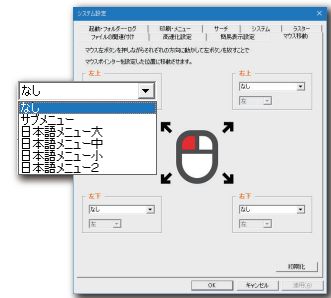 システム設定
起動・フォルダー・ログ 印刷・メニュー サーチ システム ラスター
ファイルの関連付け 高速化設定 簡易表示設定 マウス移動
マウス左ボタンを押しながらそれぞれの方向に動かして左ボタンを放すことで
マウスポインターを設定した位置に移動させます。
左上 右上
なし
左
なし
なし
サブメニュー
日本語メニュー大
日本語メニュー中
日本語メニュー小
日本語メニュー2
左下 右下
なし なし
左 左
初期化
OK キャンセル 適用(A)